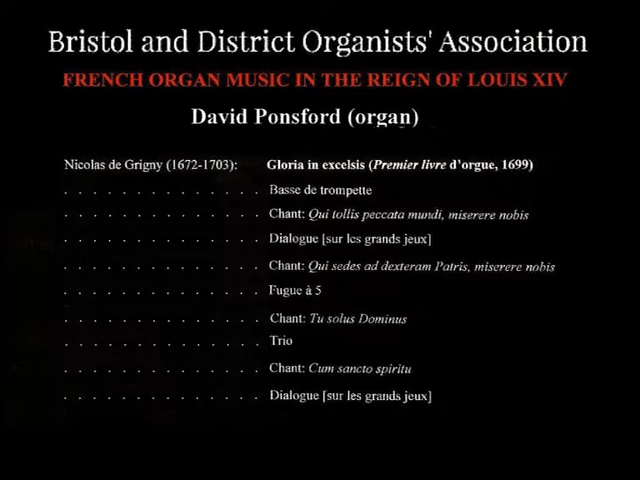 Bristol and District Organists' Association
FRENCH ORGAN MUSIC IN THE REIGN OF LOUIS XIV
David Ponsford (organ)
Nicolas de Grigny (1672-1703): Gloria in excelsis (Premier livre d'orgue, 1699)
. . . . . . . . . . . . . . Basse de trompette
. . . . . . . . . . . . . . Chant: Qui tollis peccata mundi, miserere nobis
. . . . . . . . . . . . . . Dialogue [sur les grands jeux]
. . . . . . . . . . . . . . Chant: Qui sedes ad dexteram Patris, miserere nobis
. . . . . . . . . . . . . . Fugue à 5
. . . . . . . . . . . . . . Chant: Tu solus Dominus
. . . . . . . . . . . . . . Trio
. . . . . . . . . . . . . . Chant: Cum sancto spiritu
. . . . . . . . . . . . . . Dialogue [sur les grands jeux]